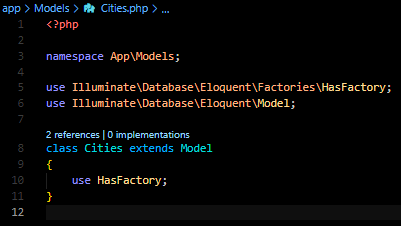 app > Models > Cities.php > ...
1 <?php
2
3 namespace App\Models;
4
5 use Illuminate\Database\Eloquent\Factories\HasFactory;
6 use Illuminate\Database\Eloquent\Model;
7
2 references | 0 implementations
8 class Cities extends Model
9 {
10 use HasFactory;
11 }
12